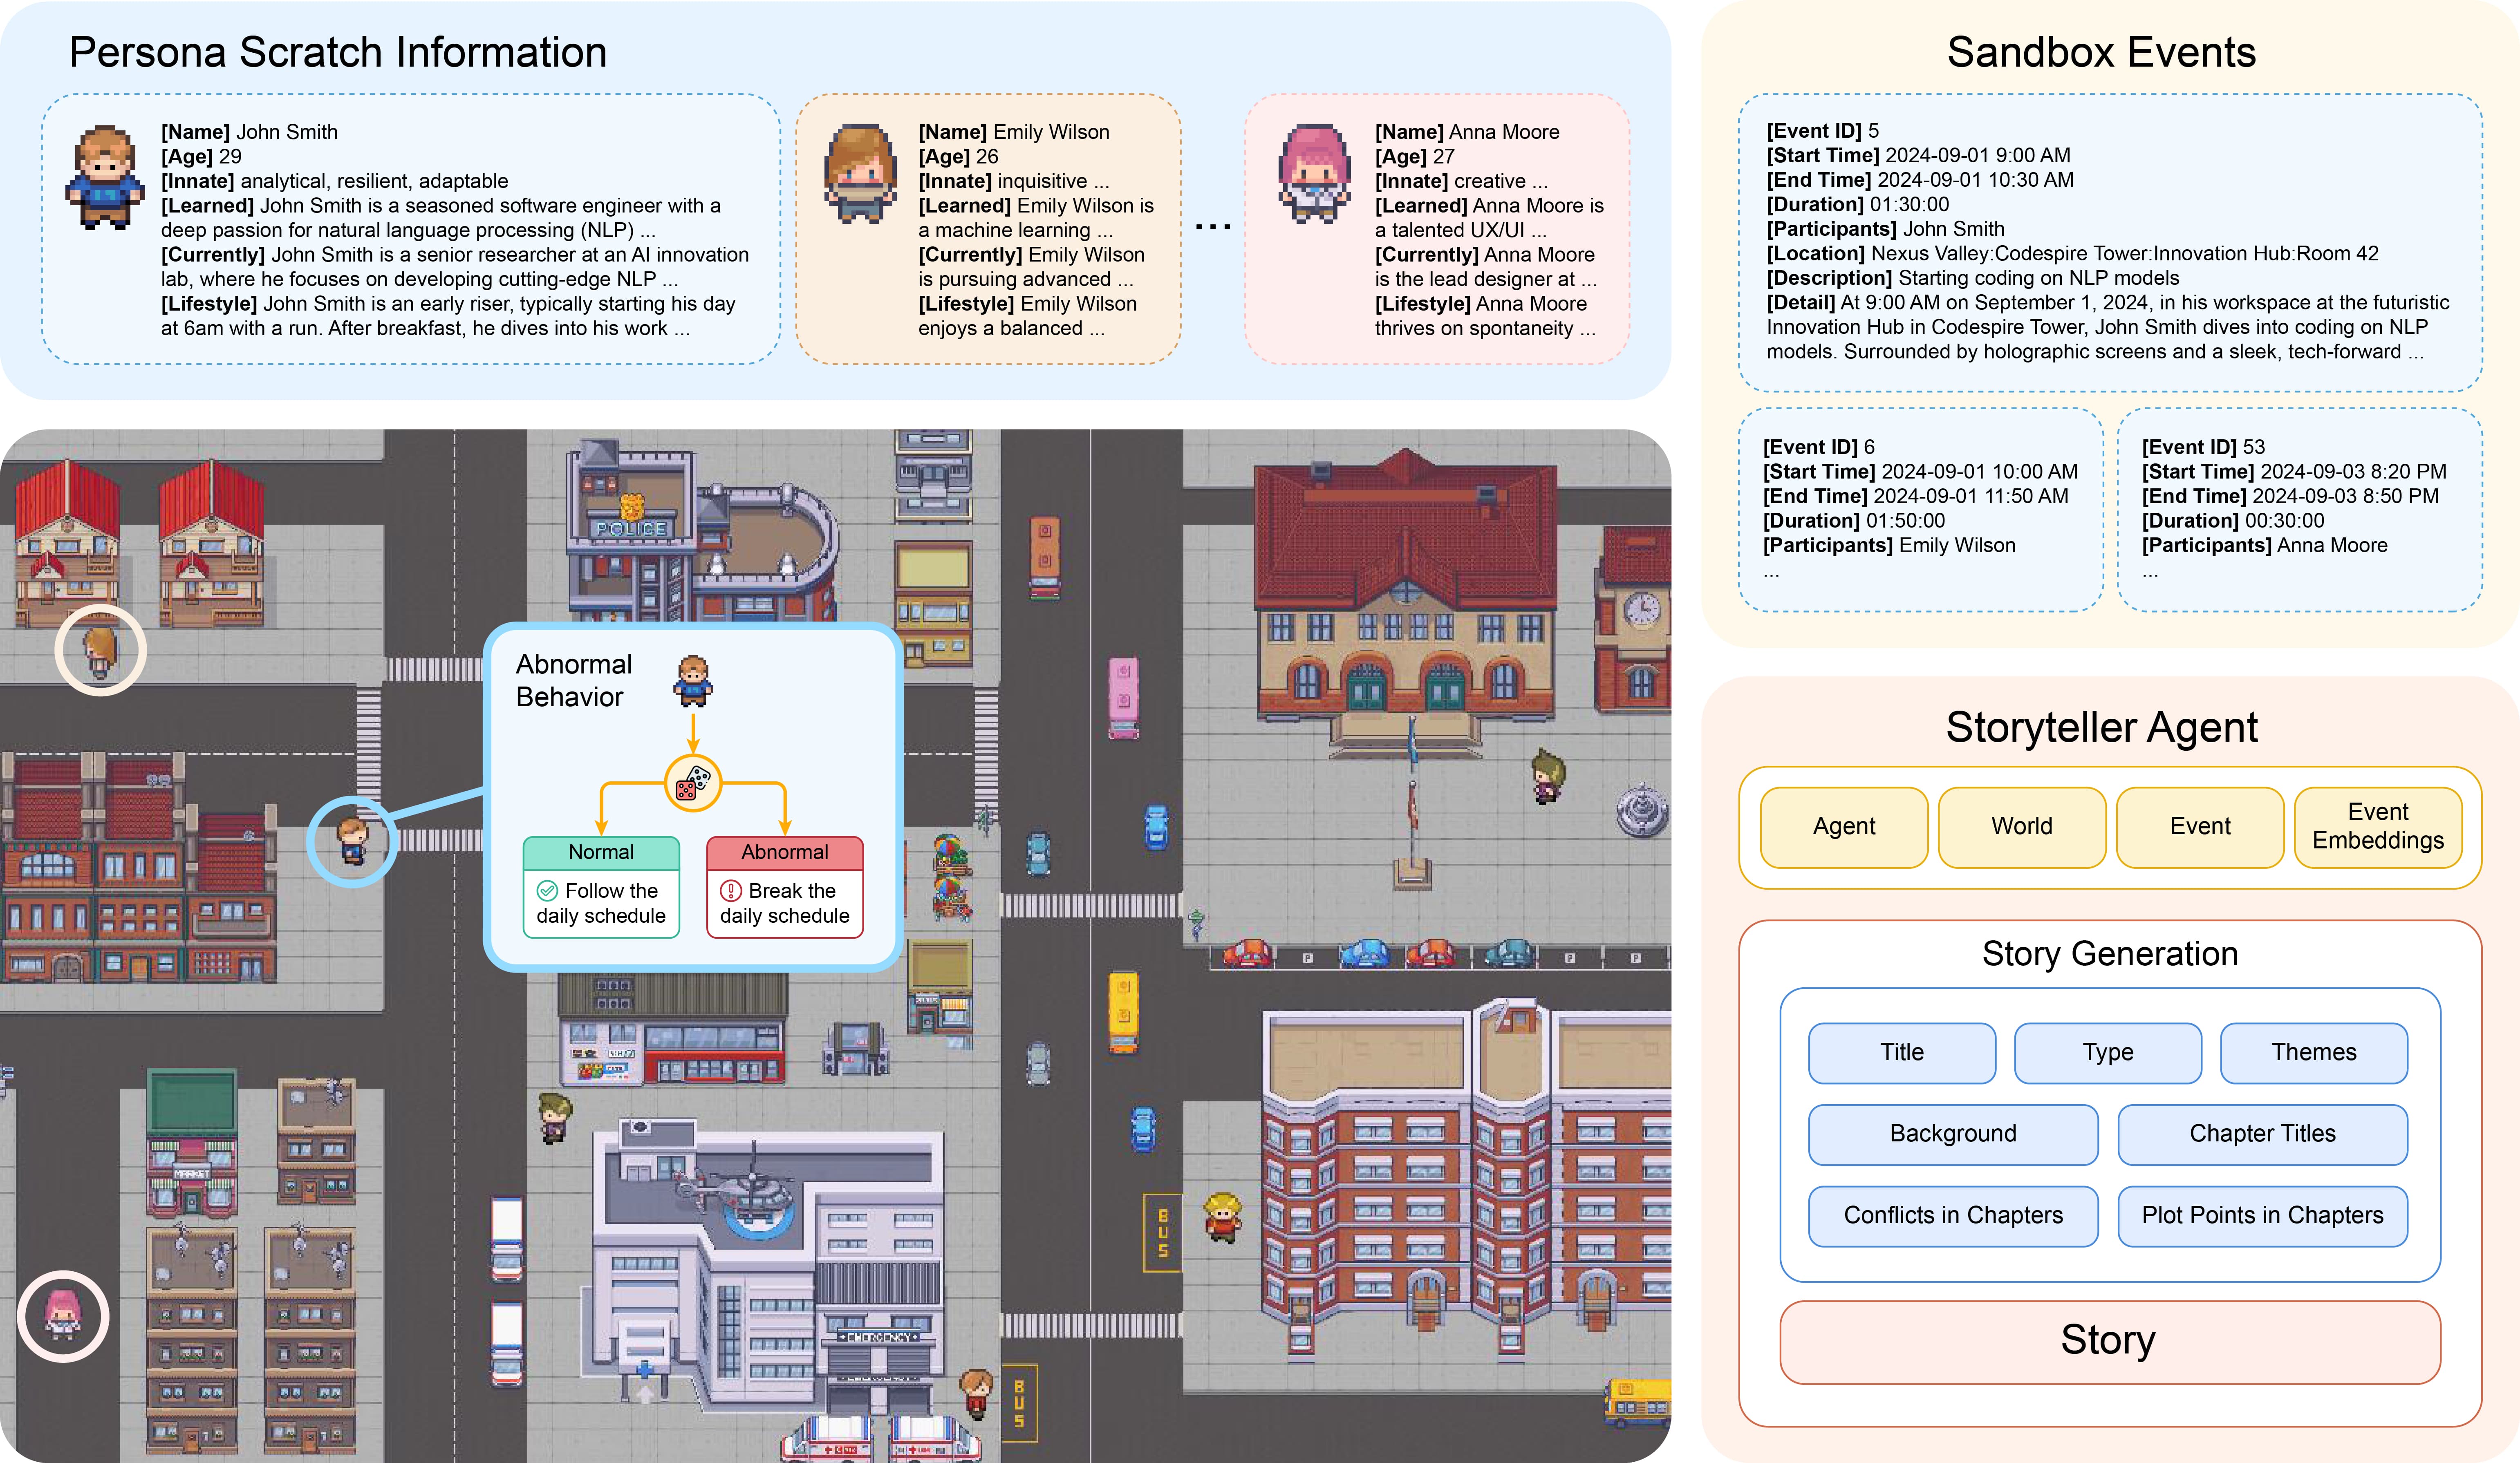 Persona Scratch Information
[Name] John Smith
[Age] 29
[Innate] analytical, resilient, adaptable
[Learned] John Smith is a seasoned software engineer with a
deep passion for natural language processing (NLP) ...
[Currently] John Smith is a senior researcher at an AI innovation
lab, where he focuses on developing cutting-edge NLP ...
[Lifestyle] John Smith is an early riser, typically starting his day
at 6am with a run. After breakfast, he dives into his work ...
[Name] Emily Wilson
[Age] 26
[Innate] inquisitive ...
[Learned] Emily Wilson is
a machine learning ...
[Currently] Emily Wilson
is pursuing advanced ...
[Lifestyle] Emily Wilson
enjoys a balanced ...
...
[Name] Anna Moore
[Age] 27
[Innate] creative ...
[Learned] Anna Moore is
a talented UX/UI ...
[Currently] Anna Moore
is the lead designer at ...
[Lifestyle] Anna Moore
thrives on spontaneity ...
POLICE
Abnormal
Behavior
Normal
Follow the
daily schedule
Abnormal
Break the
daily schedule
P
P
P
MARKET
EMERGENCY
BUS
BUS
Sandbox Events
[Event ID] 5
[Start Time] 2024-09-01 9:00 AM
[End Time] 2024-09-01 10:30 AM
[Duration] 01:30:00
[Participants] John Smith
[Location] Nexus Valley:Codespire Tower:Innovation Hub:Room 42
[Description] Starting coding on NLP models
[Detail] At 9:00 AM on September 1, 2024, in his workspace at the futuristic
Innovation Hub in Codespire Tower, John Smith dives into coding on NLP
models. Surrounded by holographic screens and a sleek, tech-forward ...
[Event ID] 6
[Start Time] 2024-09-01 10:00 AM
[End Time] 2024-09-01 11:50 AM
[Duration] 01:50:00
[Participants] Emily Wilson
...
[Event ID] 53
[Start Time] 2024-09-03 8:20 PM
[End Time] 2024-09-03 8:50 PM
[Duration] 00:30:00
[Participants] Anna Moore
...
Storyteller Agent
Agent
World
Event
Event
Embeddings
Story Generation
Title
Type
Themes
Background
Chapter Titles
Conflicts in Chapters
Plot Points in Chapters
Story